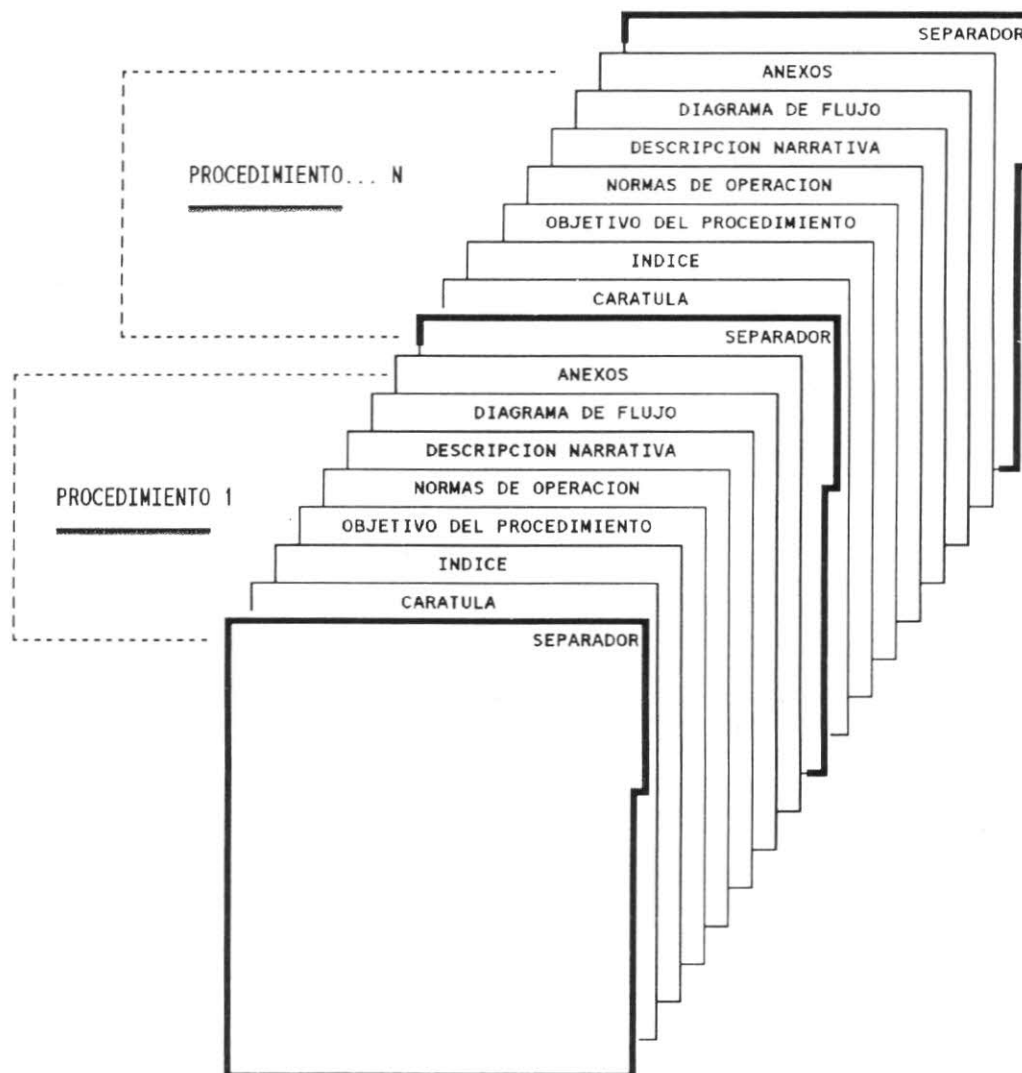 SEPARADOR
ANEXOS
DIAGRAMA DE FLUJO
DESCRIPCION NARRATIVA
PROCEDIMIENTO... N
NORMAS DE OPERACION
OBJETIVO DEL PROCEDIMIENTO
INDICE
CARATULA
SEPARADOR
ANEXOS
DIAGRAMA DE FLUJO
DESCRIPCION NARRATIVA
NORMAS DE OPERACION
PROCEDIMIENTO 1
OBJETIVO DEL PROCEDIMIENTO
INDICE
CARATULA
SEPARADOR